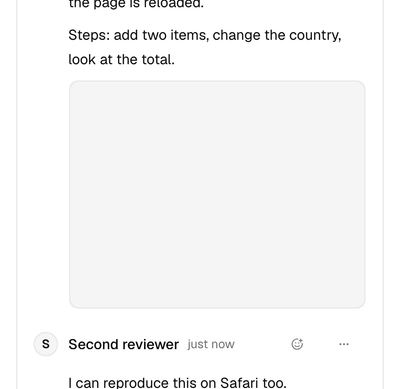 the page is reloaded.
Steps: add two items, change the country,
look at the total.
S Second reviewer just now
I can reproduce this on Safari too.